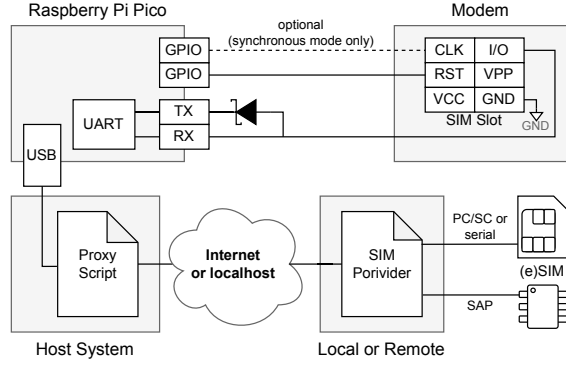 Raspberry Pi Pico
optional
(synchronous mode only)
Modem
GPIO
CLK
I/O
GPIO
RST
VPP
TX
VCC
GND
UART
RX
SIM Slot
GND
USB
Proxy
Script
Internet
or localhost
SIM
Porivider
PC/SC or
serial
(e)SIM
SAP
Host System
Local or Remote